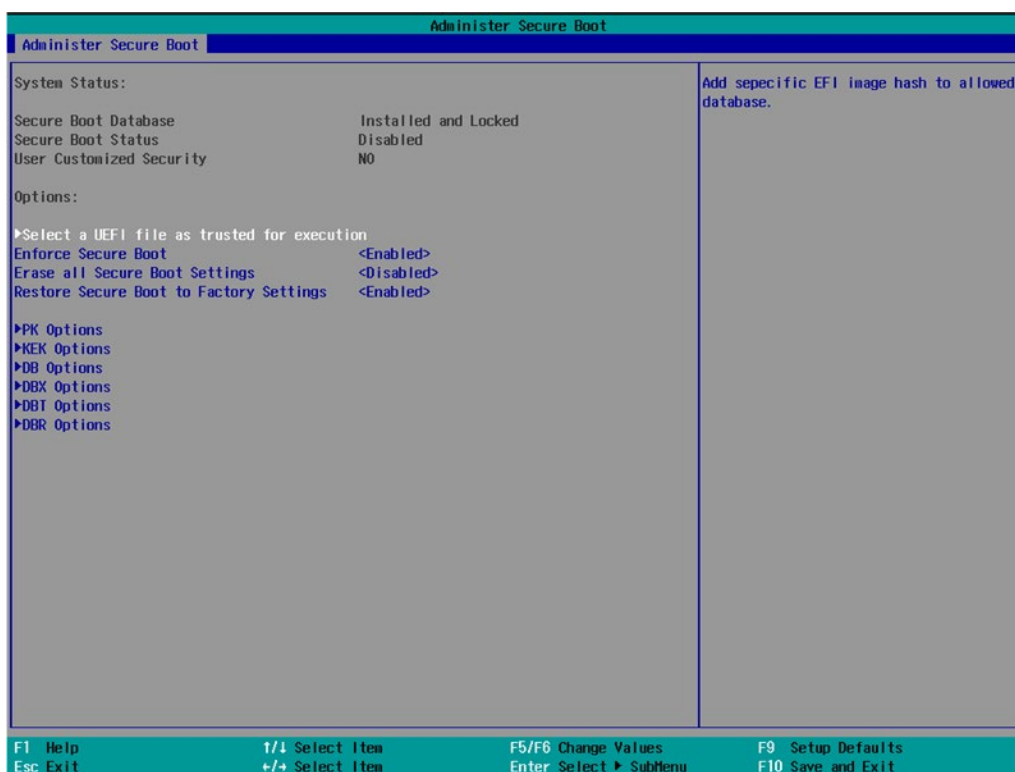 Administer Secure Boot
Administer Secure Boot
System Status:
Secure Boot Database Installed and Locked
Secure Boot Status Disabled
User Customized Security NO
Options:
▶Select a UEFI file as trusted for execution
Enforce Secure Boot <Enabled>
Erase all Secure Boot Settings <Disabled>
Restore Secure Boot to Factory Settings <Enabled>
▶PK Options
▶KEK Options
▶DB Options
▶DBX Options
▶DBT Options
▶DBR Options
Add sepecific EFI image hash to allowed
database.
F1 Help ↑/↓ Select Item F5/F6 Change Values F9 Setup Defaults
Esc Exit ←/→ Select Item Enter Select ▶ SubMenu F10 Save and Exit